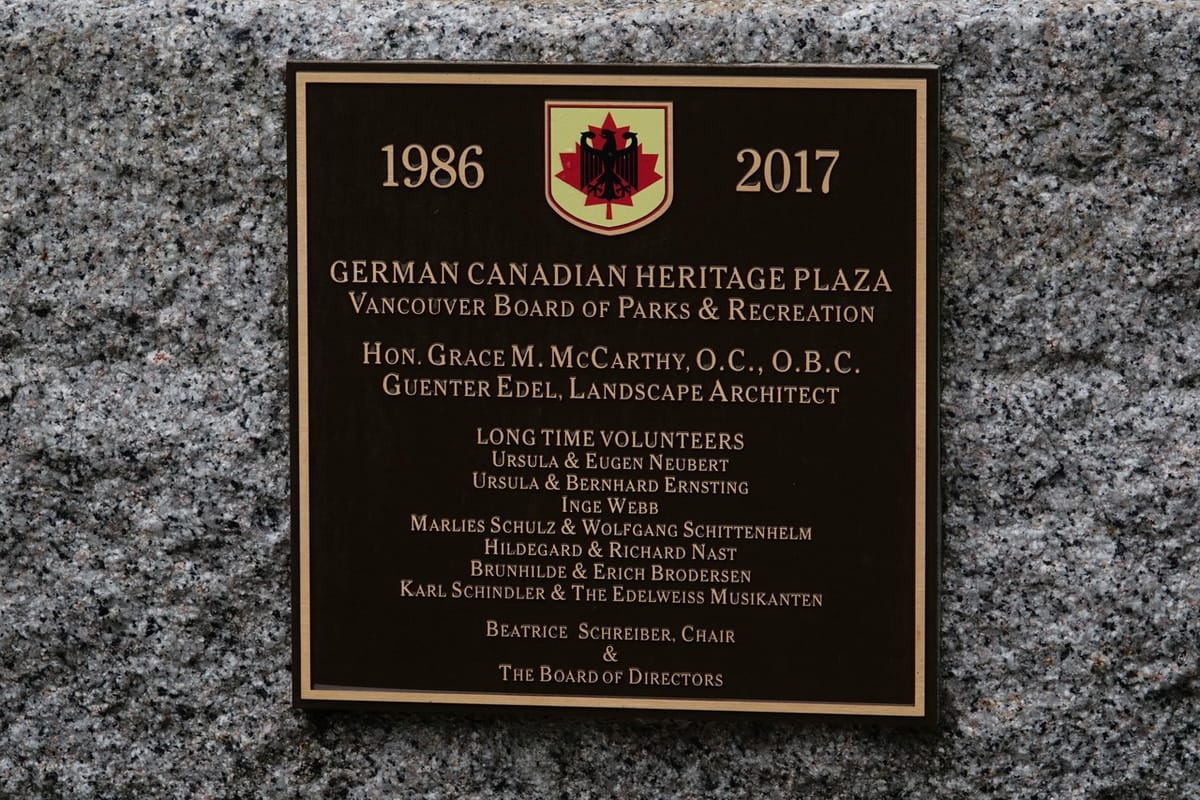 1986 2017
GERMAN CANADIAN HERITAGE PLAZA
VANCOUVER BOARD OF PARKS & RECREATION
HON. GRACE M. MCCARTHY, O.C., O.B.C.
GUENTER EDEL, LANDSCAPE ARCHITECT
LONG TIME VOLUNTEERS
URSULA & EUGEN NEUBERT
URSULA & BERNHARD ERNSTING
INGE WEBB
MARLIES SCHULZ & WOLFGANG SCHITTENHELM
HILDEGARD & RICHARD NAST
BRUNHILDE & ERICH BRODERSEN
KARL SCHINDLER & THE EDELWEISS MUSIKANTEN
BEATRICE SCHREIBER, CHAIR
&
THE BOARD OF DIRECTORS